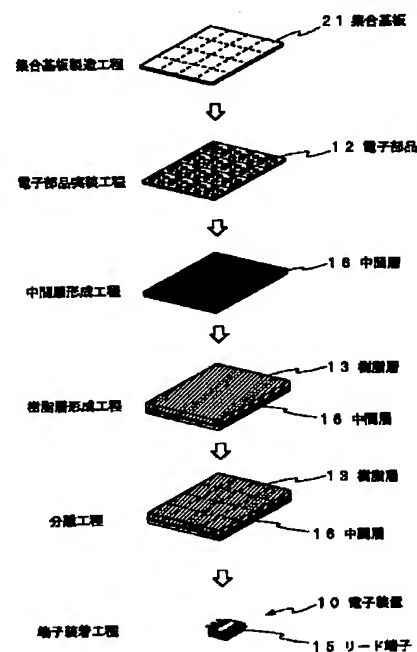 21 集合基板
集合基板製造工程
12 電子部品
電子部品実装工程
16 中間層
中間層形成工程
13 樹脂層
樹脂層形成工程
16 中間層
13 樹脂層
分離工程
16 中間層
10 電子装置
端子装着工程
15 リード端子